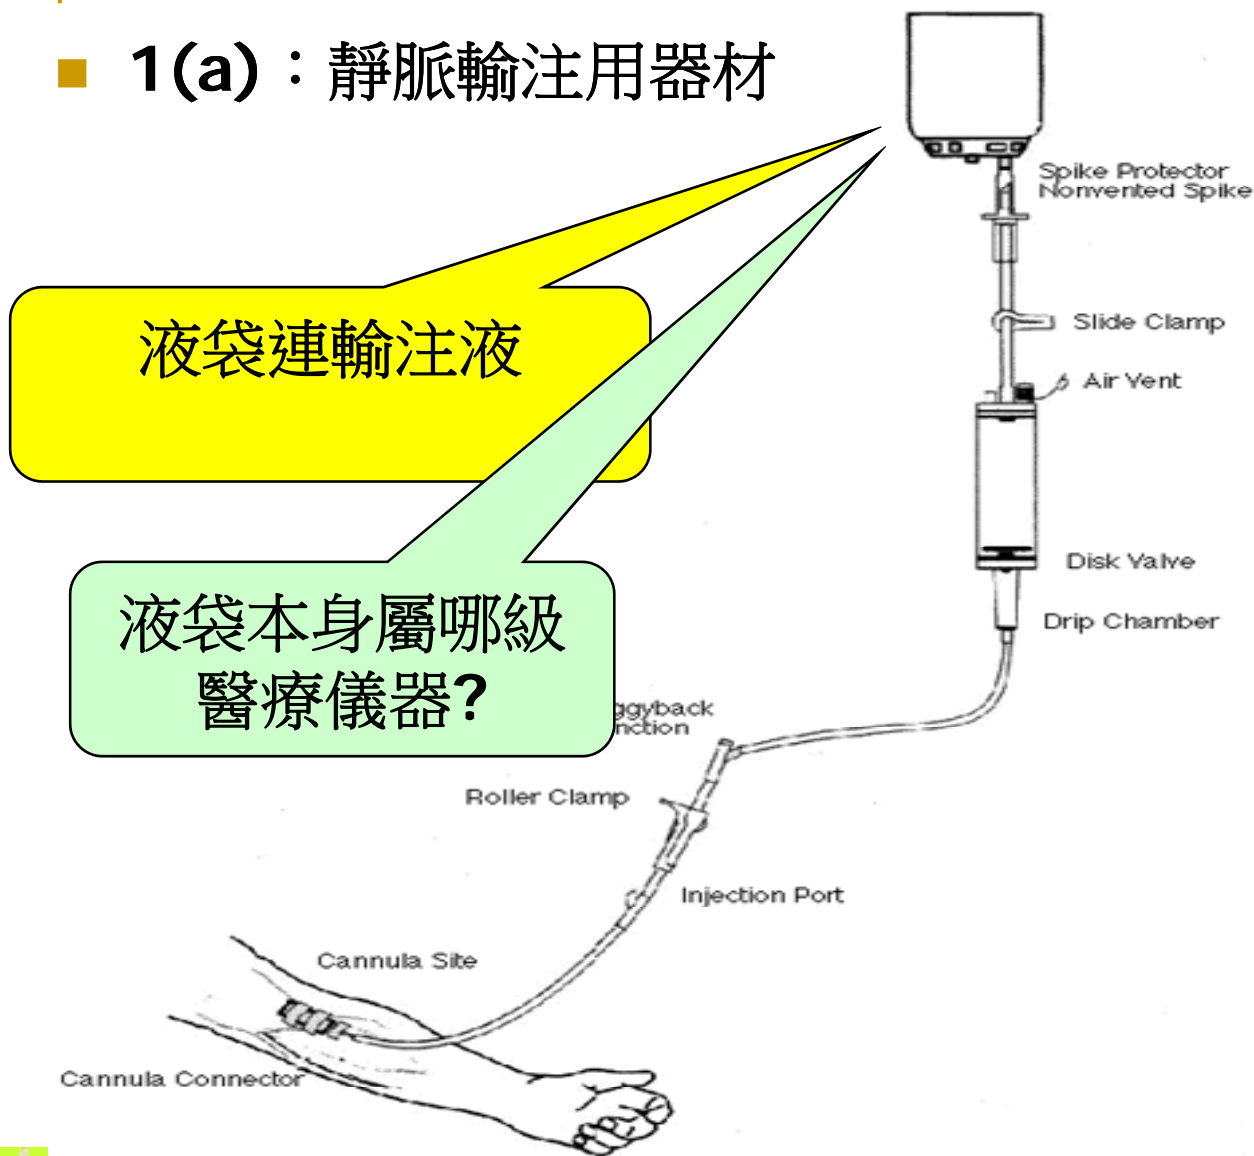 1(a)：靜脈輸注用器材
Spike Protector
Nonvented Spike
液袋連輸注液
Slide Clamp
Air Vent
Disk Valve
液袋本身屬哪級
醫療儀器?
Drip Chamber
ggyback
nction
Roller Clamp
Injection Port
Cannula Site
Cannula Connector